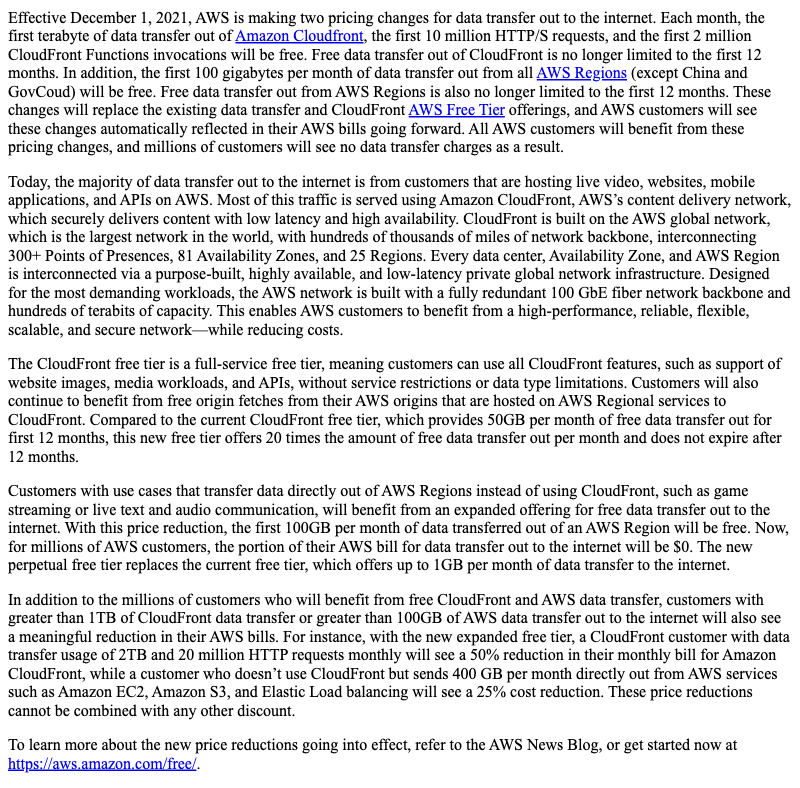 Effective December 1, 2021, AWS is making two pricing changes for data transfer out to the internet. Each month, the
first terabyte of data transfer out of Amazon Cloudfront, the first 10 million HTTP/S requests, and the first 2 million
CloudFront Functions invocations will be free. Free data transfer out of CloudFront is no longer limited to the first 12
months. In addition, the first 100 gigabytes per month of data transfer out from all AWS Regions (except China and
GovCoud) will be free. Free data transfer out from AWS Regions is also no longer limited to the first 12 months. These
changes will replace the existing data transfer and CloudFront AWS Free Tier offerings, and AWS customers will see
these changes automatically reflected in their AWS bills going forward. All AWS customers will benefit from these
pricing changes, and millions of customers will see no data transfer charges as a result.
Today, the majority of data transfer out to the internet is from customers that are hosting live video, websites, mobile
applications, and APIs on AWS. Most of this traffic is served using Amazon CloudFront, AWS’s content delivery network,
which securely delivers content with low latency and high availability. CloudFront is built on the AWS global network,
which is the largest network in the world, with hundreds of thousands of miles of network backbone, interconnecting
300+ Points of Presences, 81 Availability Zones, and 25 Regions. Every data center, Availability Zone, and AWS Region
is interconnected via a purpose-built, highly available, and low-latency private global network infrastructure. Designed
for the most demanding workloads, the AWS network is built with a fully redundant 100 GbE fiber network backbone and
hundreds of terabits of capacity. This enables AWS customers to benefit from a high-performance, reliable, flexible,
scalable, and secure network—while reducing costs.
The CloudFront free tier is a full-service free tier, meaning customers can use all CloudFront features, such as support of
website images, media workloads, and APIs, without service restrictions or data type limitations. Customers will also
continue to benefit from free origin fetches from their AWS origins that are hosted on AWS Regional services to
CloudFront. Compared to the current CloudFront free tier, which provides 50GB per month of free data transfer out for
first 12 months, this new free tier offers 20 times the amount of free data transfer out per month and does not expire after
12 months.
Customers with use cases that transfer data directly out of AWS Regions instead of using CloudFront, such as game
streaming or live text and audio communication, will benefit from an expanded offering for free data transfer out to the
internet. With this price reduction, the first 100GB per month of data transferred out of an AWS Region will be free. Now,
for millions of AWS customers, the portion of their AWS bill for data transfer out to the internet will be $0. The new
perpetual free tier replaces the current free tier, which offers up to 1GB per month of data transfer to the internet.
In addition to the millions of customers who will benefit from free CloudFront and AWS data transfer, customers with
greater than 1TB of CloudFront data transfer or greater than 100GB of AWS data transfer out to the internet will also see
a meaningful reduction in their AWS bills. For instance, with the new expanded free tier, a CloudFront customer with data
transfer usage of 2TB and 20 million HTTP requests monthly will see a 50% reduction in their monthly bill for Amazon
CloudFront, while a customer who doesn’t use CloudFront but sends 400 GB per month directly out from AWS services
such as Amazon EC2, Amazon S3, and Elastic Load balancing will see a 25% cost reduction. These price reductions
cannot be combined with any other discount.
To learn more about the new price reductions going into effect, refer to the AWS News Blog, or get started now at
https://aws.amazon.com/free/.